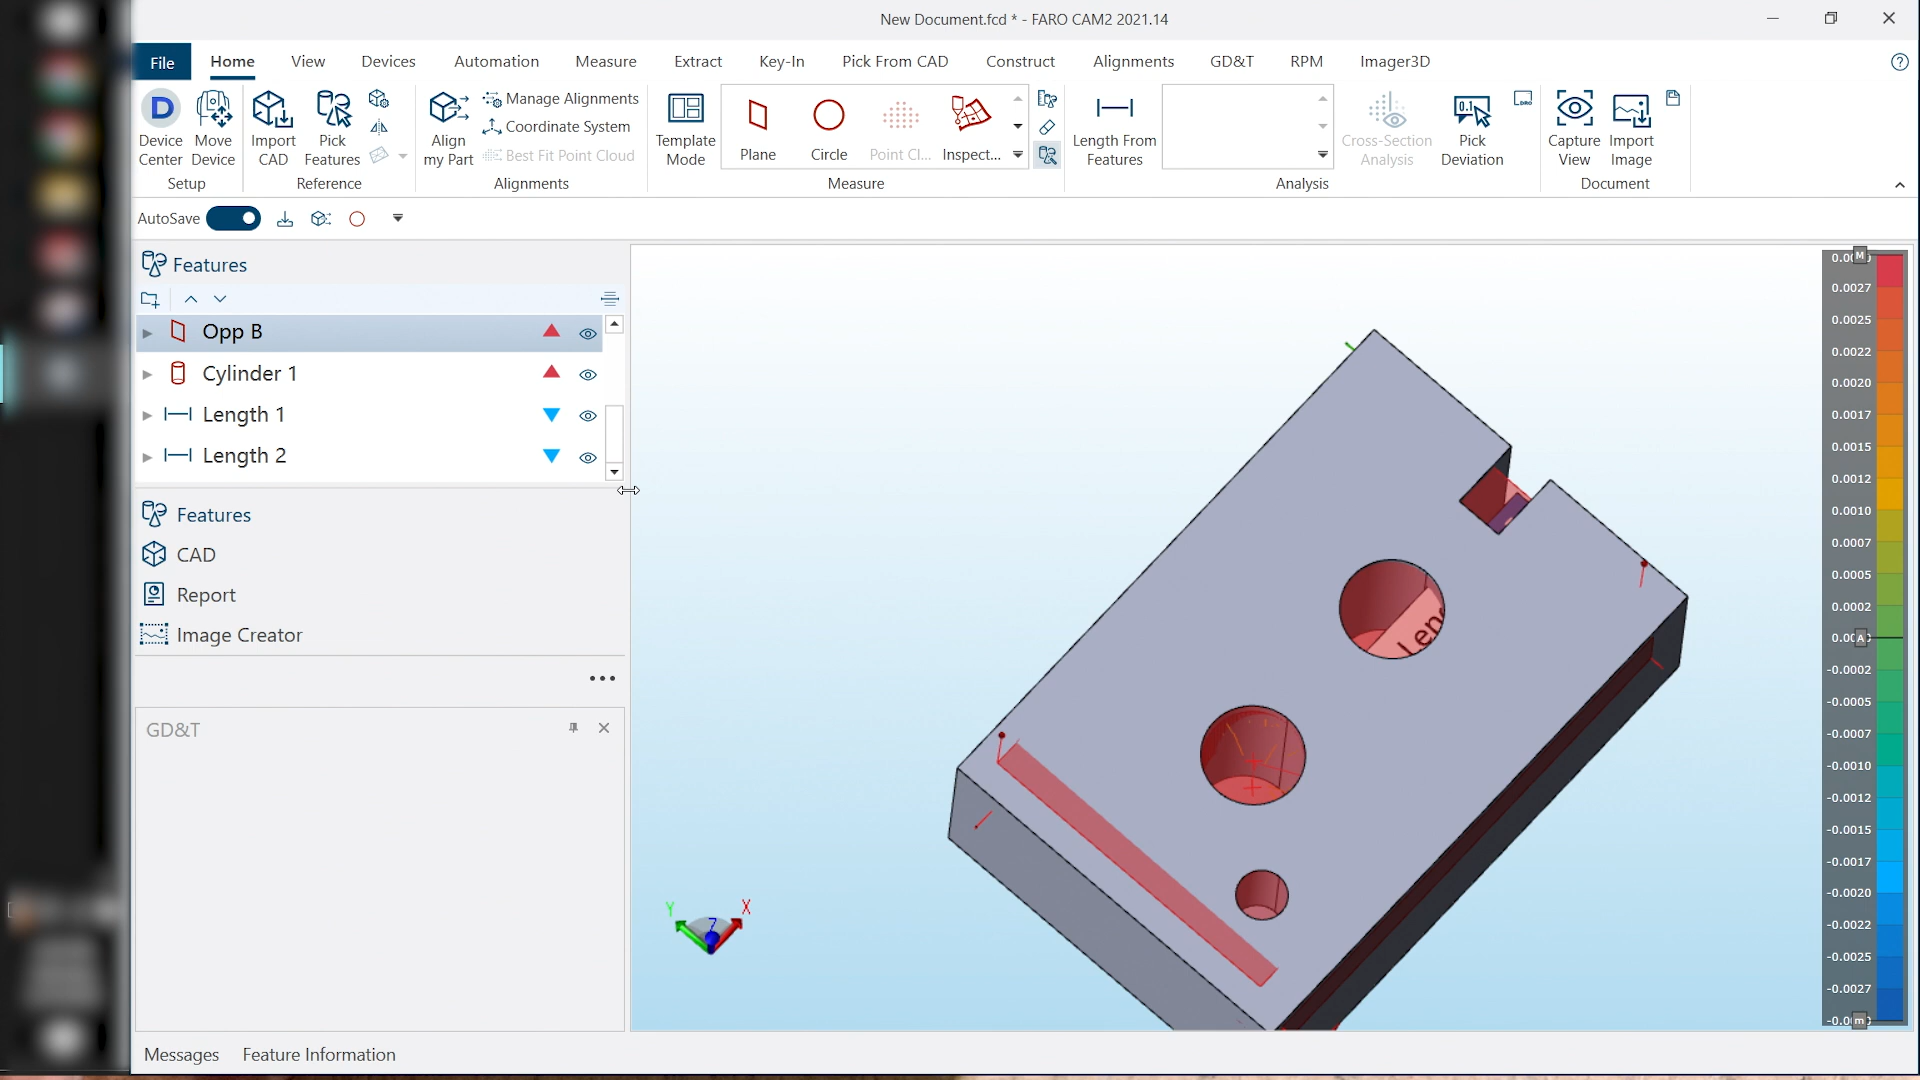 New Document.fcd * - FARO CAM2 2021.14
File Home View Devices Automation Measure Extract Key-In Pick From CAD Construct Alignments GD&T RPM Imager3D
Device Center
Move Device
Setup
Import CAD
Pick Features
Reference
Align my Part
Manage Alignments
Coordinate System
Best Fit Point Cloud
Alignments
Template Mode
Plane
Circle
Point Cl...
Inspect...
Measure
Length From Features
Cross-Section Analysis
Pick Deviation
Analysis
Capture View
Import Image
Document
AutoSave
Features
Opp B
Cylinder 1
Length 1
Length 2
Features
CAD
Report
Image Creator
GD&T
Y
X
Z
M
0.0027
0.0025
0.0022
0.0020
0.0017
0.0015
0.0012
0.0010
0.0007
0.0005
0.0002
A
-0.0002
-0.0005
-0.0007
-0.0010
-0.0012
-0.0015
-0.0017
-0.0020
-0.0022
-0.0025
-0.0027
m
Messages Feature Information